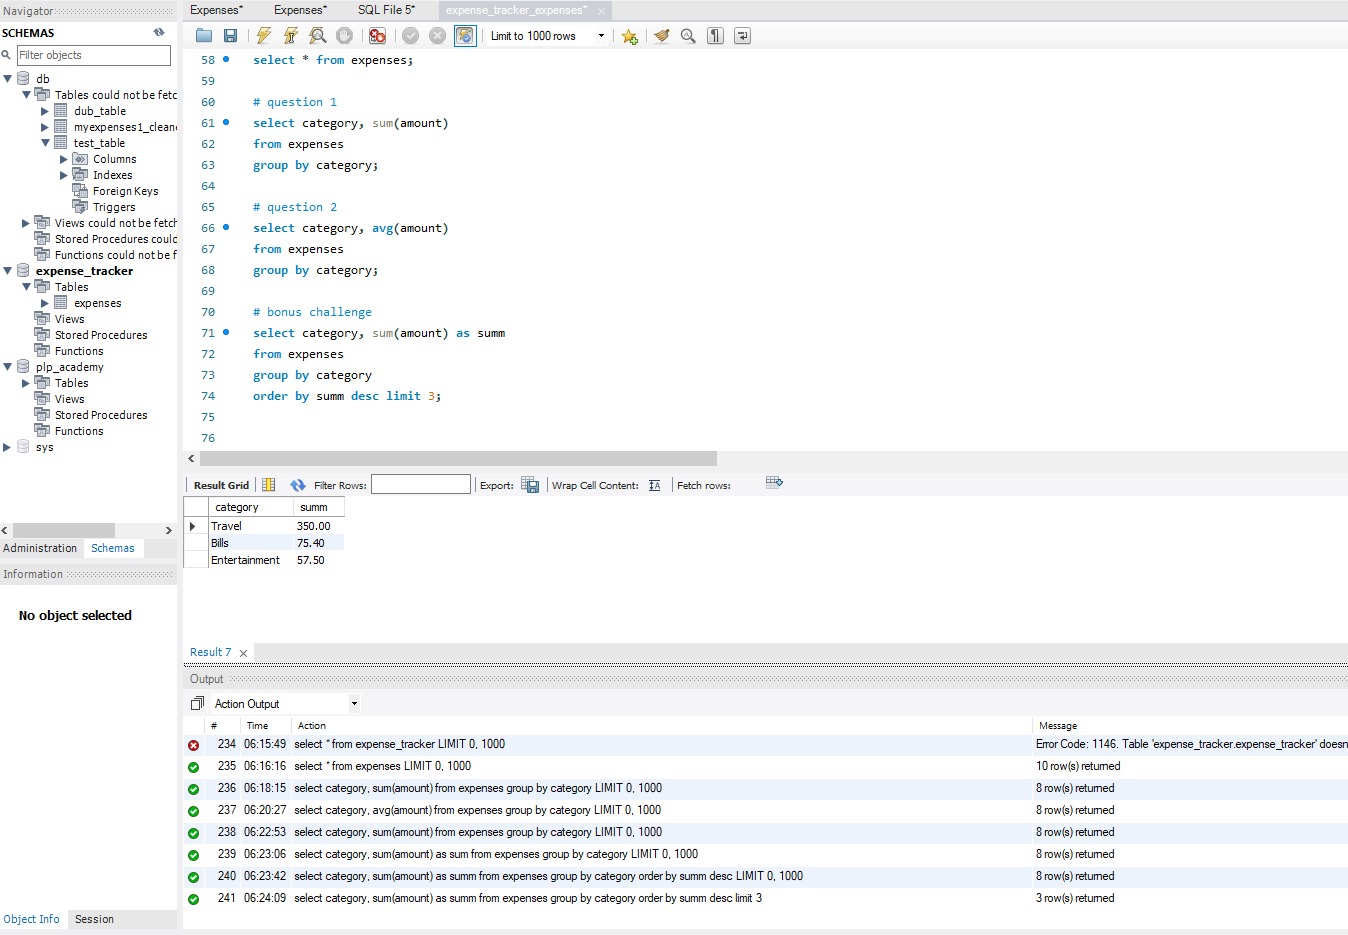 Navigator
Expenses*
Expenses*
SQL File 5*
expense_tracker_expenses*
SCHEMAS
Filter objects
db
Tables could not be fetc
dub_table
myexpenses1_clean
test_table
Columns
Indexes
Foreign Keys
Triggers
Views could not be fetch
Stored Procedures could
Functions could not be f
expense_tracker
Tables
expenses
Views
Stored Procedures
Functions
plp_academy
Tables
Views
Stored Procedures
Functions
sys
Administration
Schemas
Information
No object selected
Object Info
Session
Limit to 1000 rows
58 select * from expenses;
59
60 # question 1
61 select category, sum(amount)
62 from expenses
63 group by category;
64
65 # question 2
66 select category, avg(amount)
67 from expenses
68 group by category;
69
70 # bonus challenge
71 select category, sum(amount) as summ
72 from expenses
73 group by category
74 order by summ desc limit 3;
75
76
Result Grid Filter Rows: Export: Wrap Cell Content: Fetch rows:
category summ
Travel 350.00
Bills 75.40
Entertainment 57.50
Result 7
Output
Action Output
# Time Action Message
234 06:15:49 select * from expense_tracker LIMIT 0, 1000 Error Code: 1146. Table 'expense_tracker.expense_tracker' doesn
235 06:16:16 select * from expenses LIMIT 0, 1000 10 row(s) returned
236 06:18:15 select category, sum(amount) from expenses group by category LIMIT 0, 1000 8 row(s) returned
237 06:20:27 select category, avg(amount) from expenses group by category LIMIT 0, 1000 8 row(s) returned
238 06:22:53 select category, sum(amount) from expenses group by category LIMIT 0, 1000 8 row(s) returned
239 06:23:06 select category, sum(amount) as sum from expenses group by category LIMIT 0, 1000 8 row(s) returned
240 06:23:42 select category, sum(amount) as summ from expenses group by category order by summ desc LIMIT 0, 1000 8 row(s) returned
241 06:24:09 select category, sum(amount) as summ from expenses group by category order by summ desc limit 3 3 row(s) returned